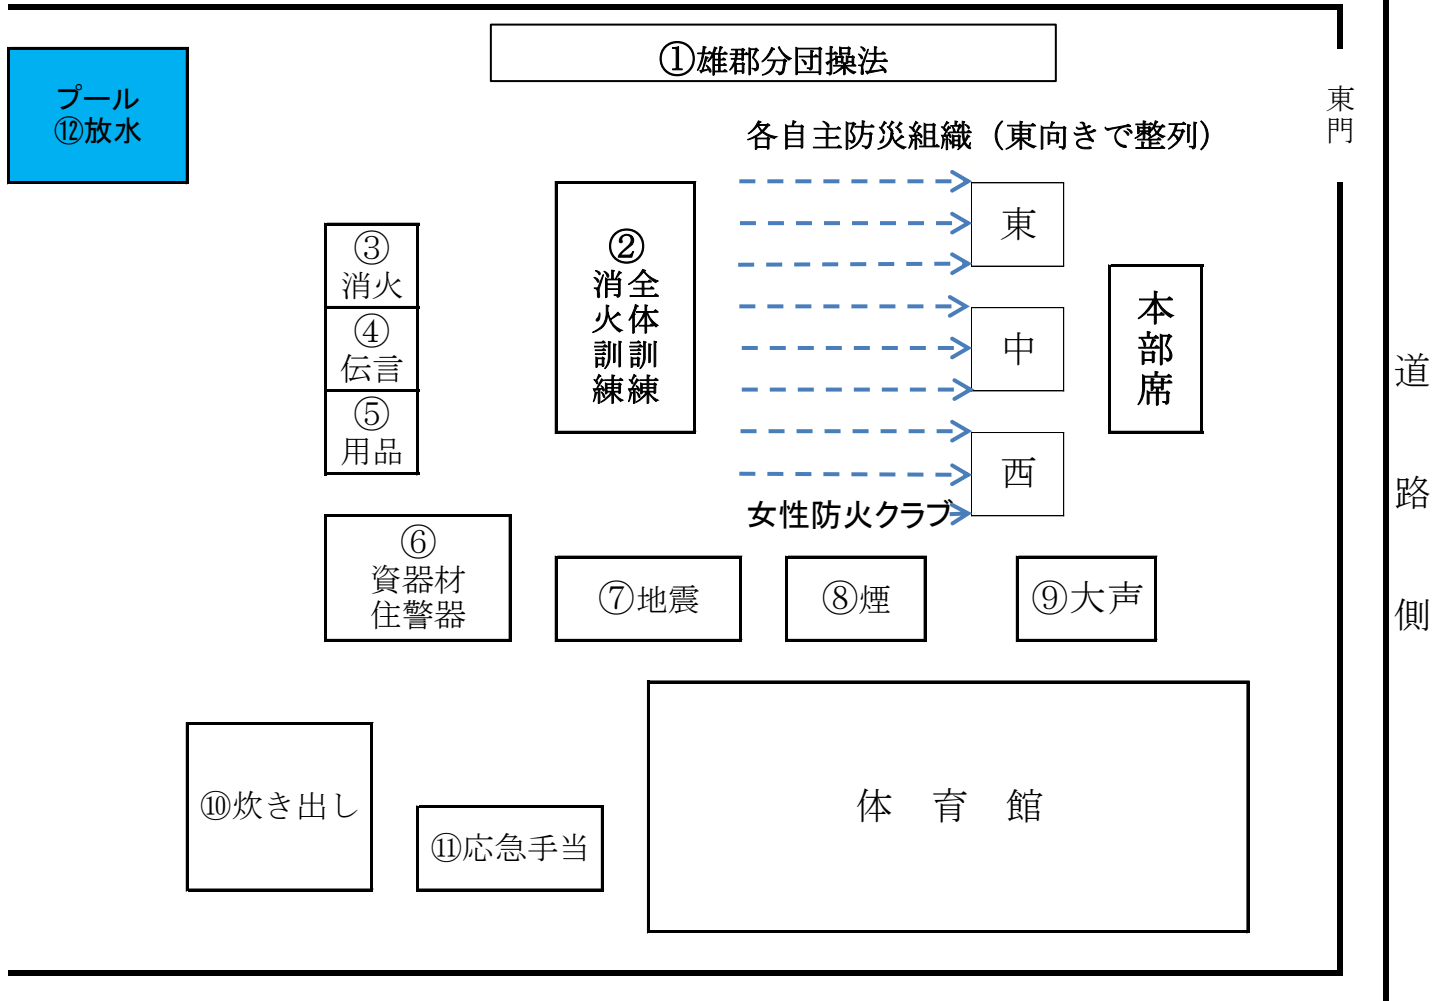 ①雄郡分団操法
プール
⑫放水
東門
各自主防災組織（東向きで整列）
②
全体訓練
消火訓練
東
中
西
本部席
③
消火
④
伝言
⑤
用品
女性防火クラブ
⑥
資器材
住警器
⑦地震
⑧煙
⑨大声
道路側
⑩炊き出し
⑪応急手当
体育館